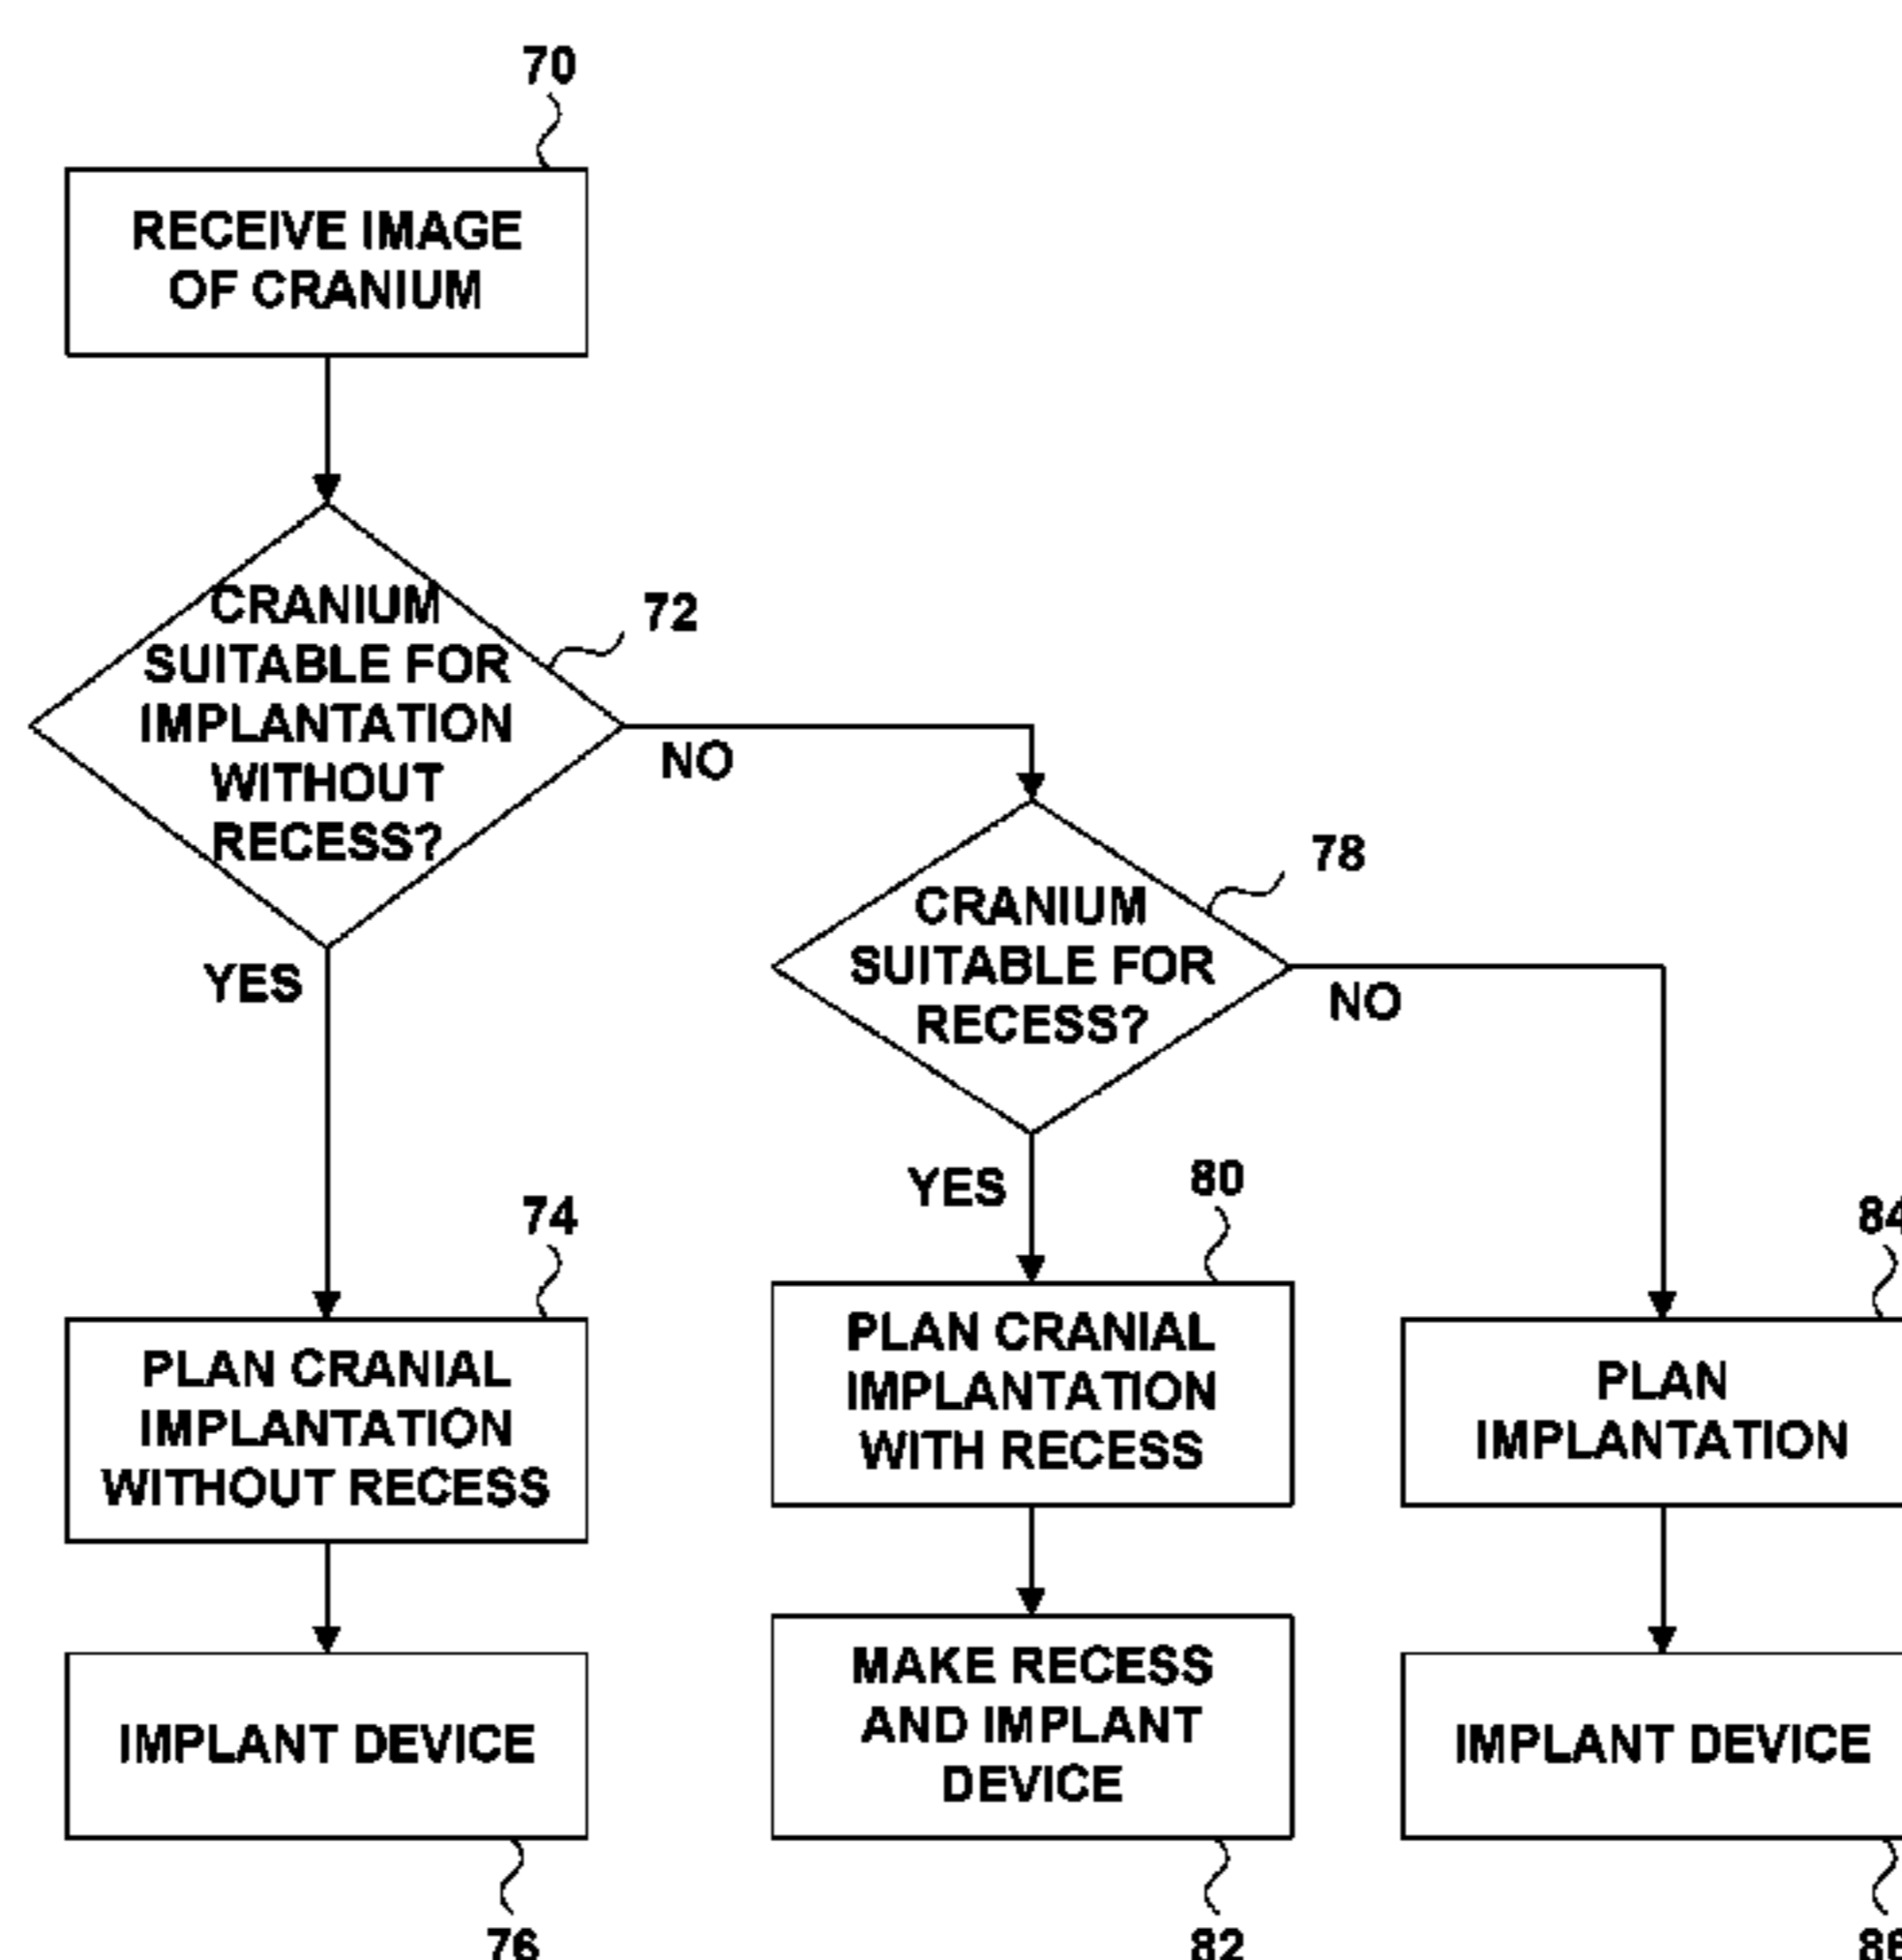 70
RECEIVE IMAGE
OF CRANIUM
CRANIUM
SUITABLE FOR
IMPLANTATION
WITHOUT
RECESS?
72
NO
YES
CRANIUM
SUITABLE FOR
RECESS?
78
NO
YES
74
PLAN CRANIAL
IMPLANTATION
WITHOUT RECESS
80
PLAN CRANIAL
IMPLANTATION
WITH RECESS
84
PLAN
IMPLANTATION
IMPLANT DEVICE
76
MAKE RECESS
AND IMPLANT
DEVICE
82
IMPLANT DEVICE